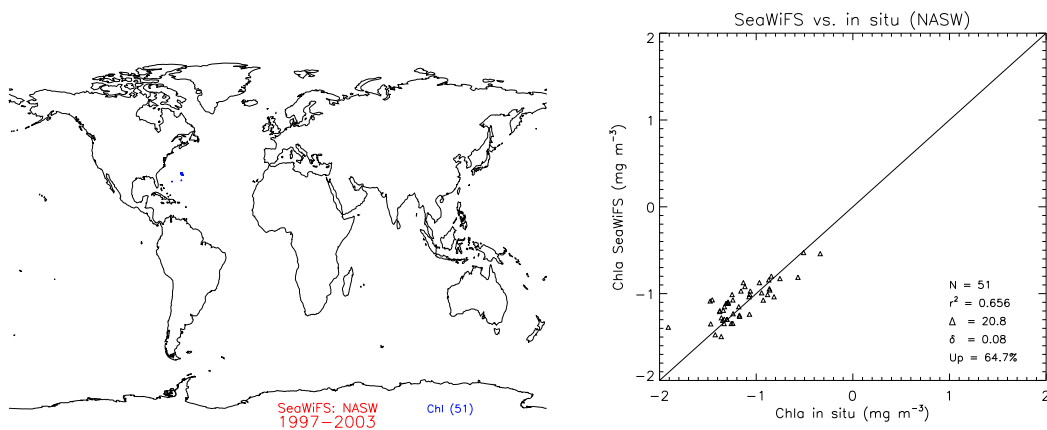 SeaWiFS: NASW
1997−2003
Chl (51)
SeaWiFS vs. in situ (NASW)
Chla SeaWiFS (mg m⁻³)
2
1
0
−1
−2
N = 51
r² = 0.656
Δ = 20.8
δ = 0.08
Up = 64.7%
−2 −1 0 1 2
Chla in situ (mg m⁻³)